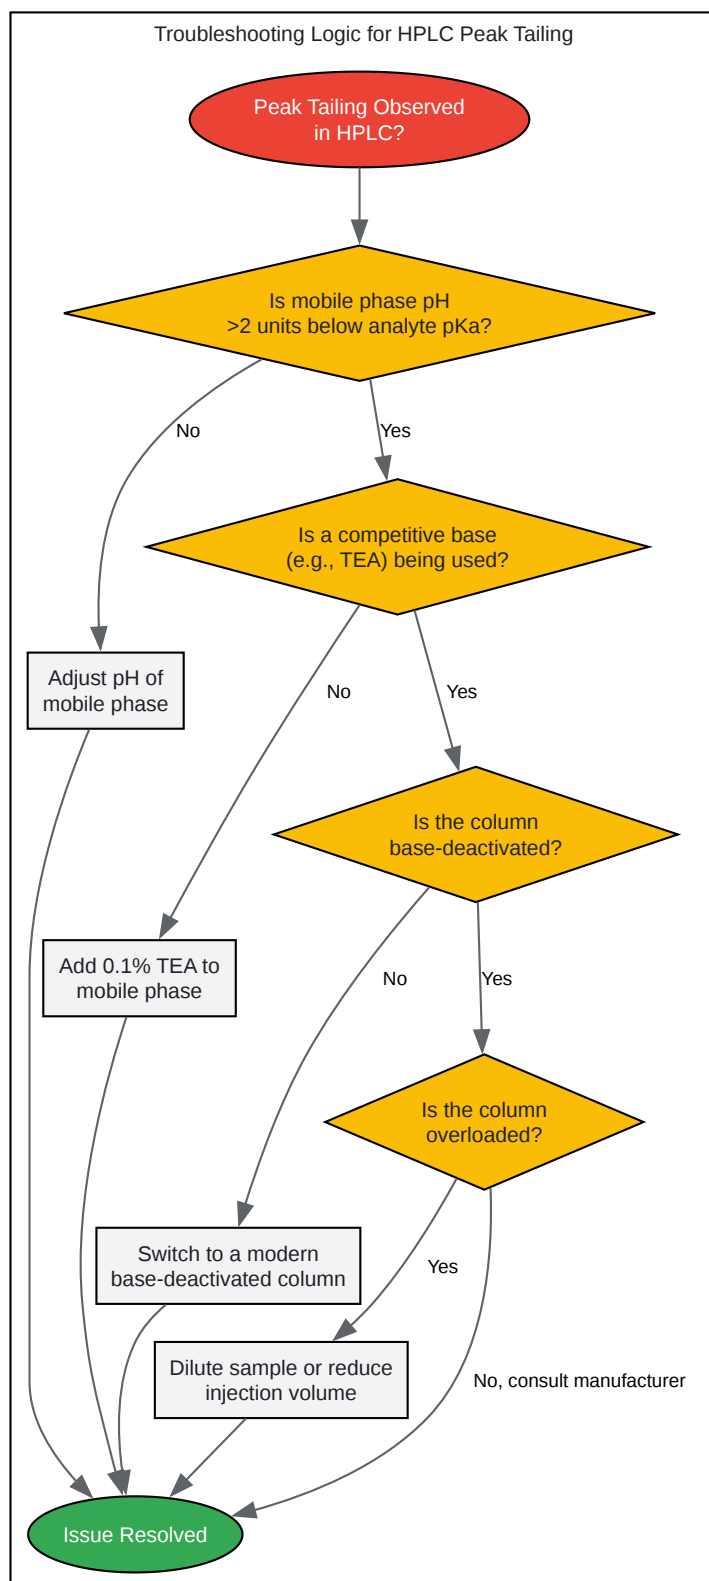 Troubleshooting Logic for HPLC Peak Tailing
Peak Tailing Observed
in HPLC?
Is mobile phase pH
>2 units below analyte pKa?
No
Yes
Is a competitive base
(e.g., TEA) being used?
Adjust pH of
mobile phase
No
Yes
Is the column
base-deactivated?
Add 0.1% TEA to
mobile phase
No
Yes
Is the column
overloaded?
Switch to a modern
base-deactivated column
Yes
Dilute sample or reduce
injection volume
No, consult manufacturer
Issue Resolved